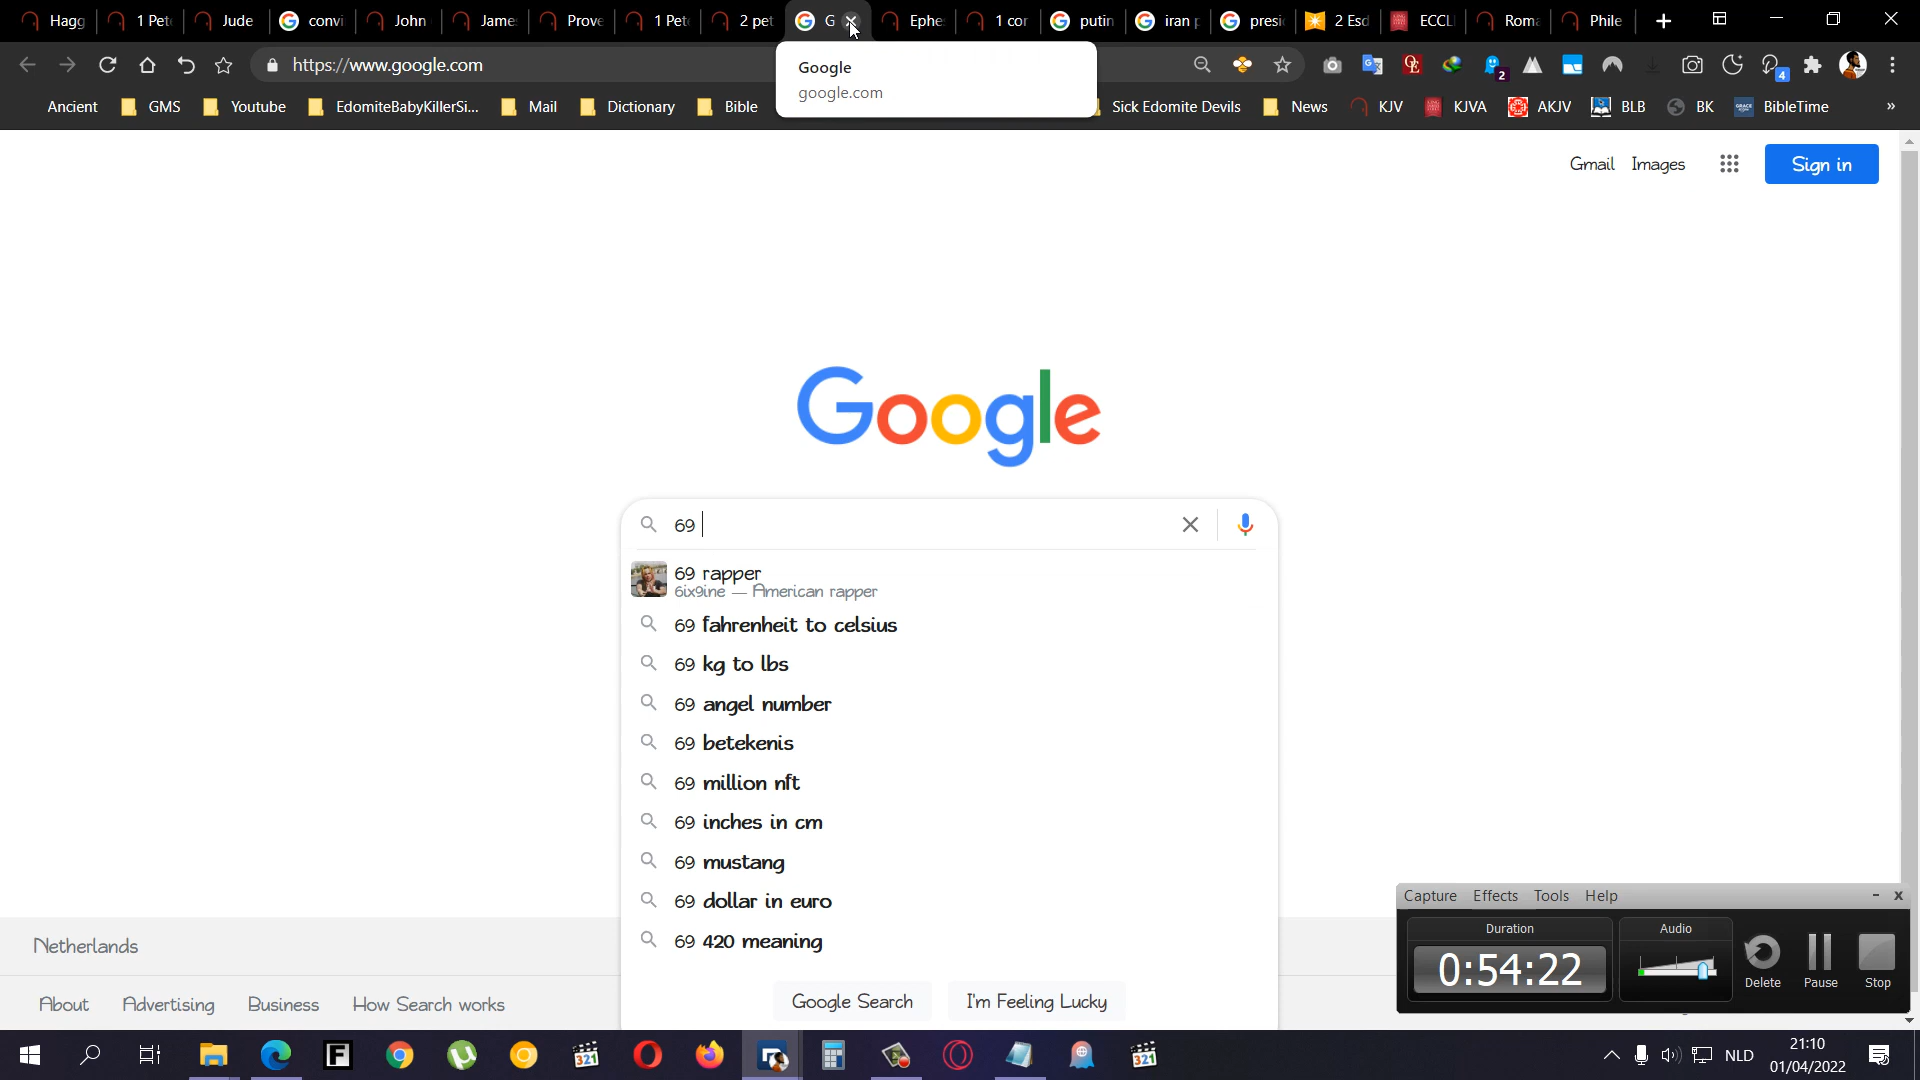 Hagg 1 Pet Jude convi John Jame Prove 1 Pet 2 pet G Ephe 1 cor putin iran p presi 2 Esd ECCL Roma Phile
https://www.google.com
Google
google.com
2
4
Ancient GMS Youtube EdomiteBabyKillerSi... Mail Dictionary Bible Sick Edomite Devils News KJV KJVA AKJV BLB BK BibleTime »
Gmail Images Sign in
Google
69
69 rapper
6ix9ine — American rapper
69 fahrenheit to celsius
69 kg to lbs
69 angel number
69 betekenis
69 million nft
69 inches in cm
69 mustang
69 dollar in euro
69 420 meaning
Google Search I'm Feeling Lucky
Netherlands
About Advertising Business How Search works
Capture Effects Tools Help
Duration Audio
0:54:22
Delete Pause Stop
321 321 NLD
21:10
01/04/2022